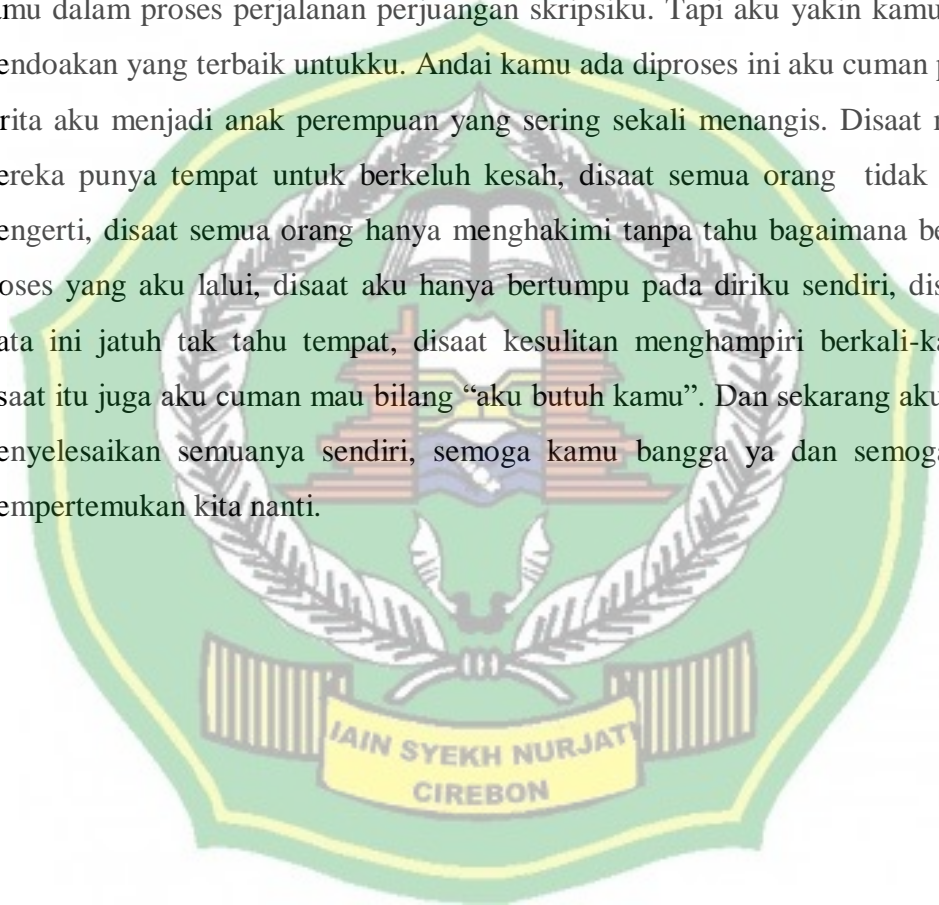 amu dalam proses perjalanan perjuangan skripsiku. Tapi aku yakin kamu
endoakan yang terbaik untukku. Andai kamu ada diproses ini aku cuman
rita aku menjadi anak perempuan yang sering sekali menangis. Disaat
ereka punya tempat untuk berkeluh kesah, disaat semua orang tidak
engerti, disaat semua orang hanya menghakimi tanpa tahu bagaimana be
oses yang aku lalui, disaat aku hanya bertumpu pada diriku sendiri, dis
ata ini jatuh tak tahu tempat, disaat kesulitan menghampiri berkali-ka
saat itu juga aku cuman mau bilang “aku butuh kamu”. Dan sekarang aku
enyelesaikan semuanya sendiri, semoga kamu bangga ya dan semoga
empertemukan kita nanti.
IAIN SYEKH NURJATI
CIREBON